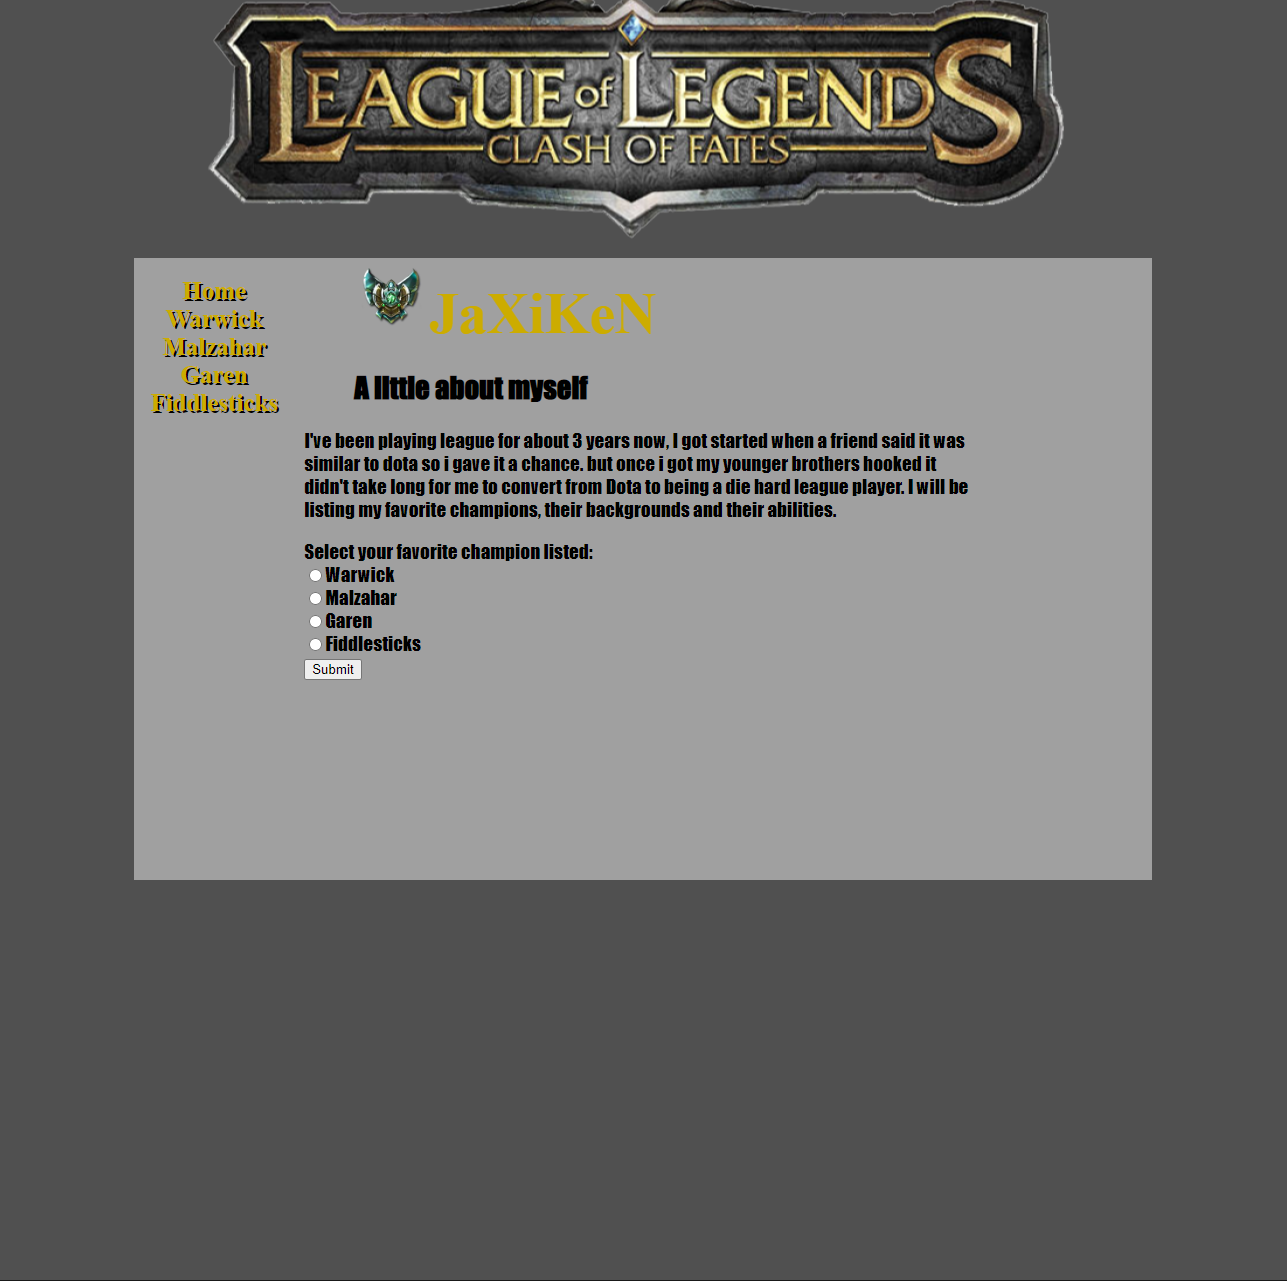 LEAGUE of LEGENDS
CLASH OF FATES
Home
Warwick
Malzahar
Garen
Fiddlesticks
JaXiKeN
A little about myself
I've been playing league for about 3 years now, I got started when a friend said it was
similar to dota so i gave it a chance. but once i got my younger brothers hooked it
didn't take long for me to convert from Dota to being a die hard league player. I will be
listing my favorite champions, their backgrounds and their abilities.
Select your favorite champion listed:
Warwick
Malzahar
Garen
Fiddlesticks
Submit